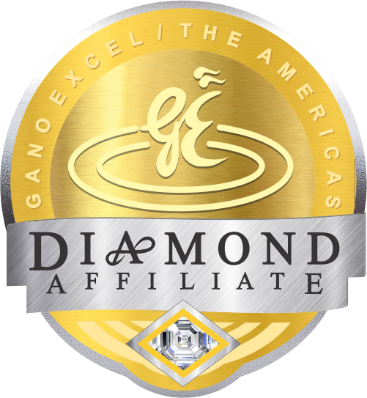 GANO EXCEL / THE AMERICAS
GE
DIAMOND
AFFILIATE